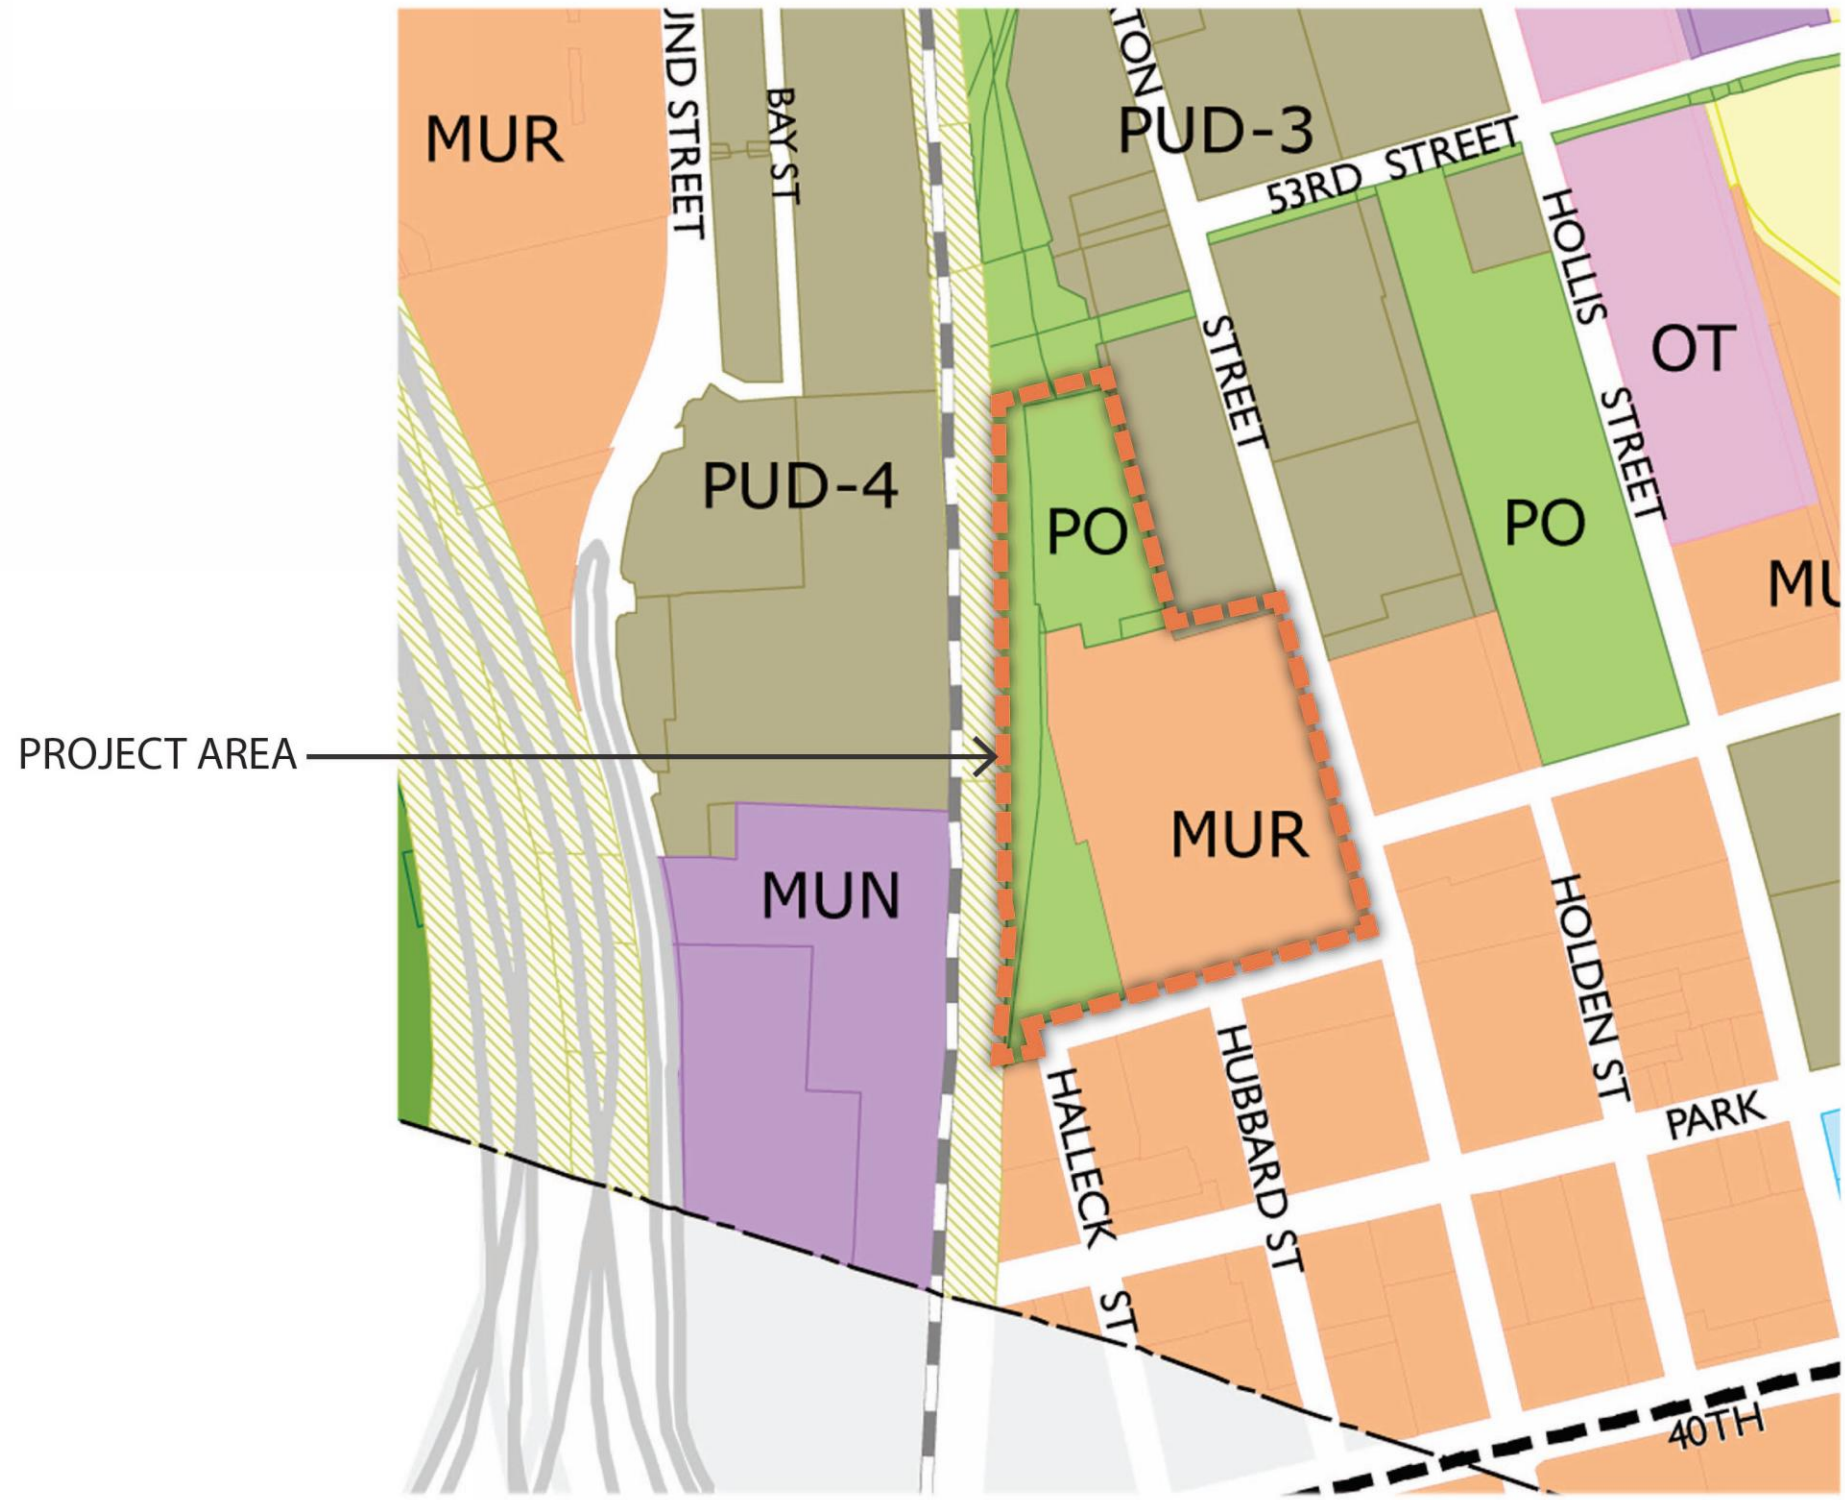 MUR
UND STREET
BAY ST
TON
STREET
PUD-3
53RD STREET
HOLLIS
STREET
OT
PUD-4
PO
PO
MU
PROJECT AREA
MUR
MUN
HOLDEN ST
HALLECK ST
HUBBARD ST
PARK
40TH